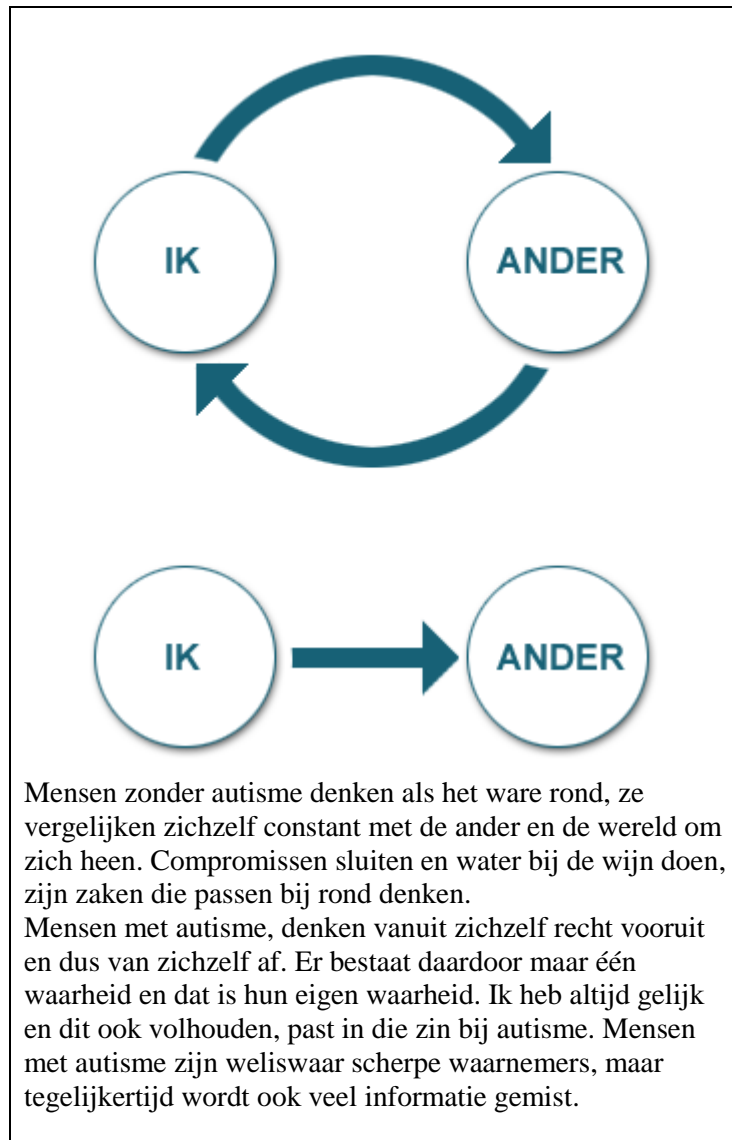 IK
ANDER
IK
ANDER
Mensen zonder autisme denken als het ware rond, ze
vergelijken zichzelf constant met de ander en de wereld om
zich heen. Compromissen sluiten en water bij de wijn doen,
zijn zaken die passen bij rond denken.
Mensen met autisme, denken vanuit zichzelf recht vooruit
en dus van zichzelf af. Er bestaat daardoor maar één
waarheid en dat is hun eigen waarheid. Ik heb altijd gelijk
en dit ook volhouden, past in die zin bij autisme. Mensen
met autisme zijn weliswaar scherpe waarnemers, maar
tegelijkertijd wordt ook veel informatie gemist.